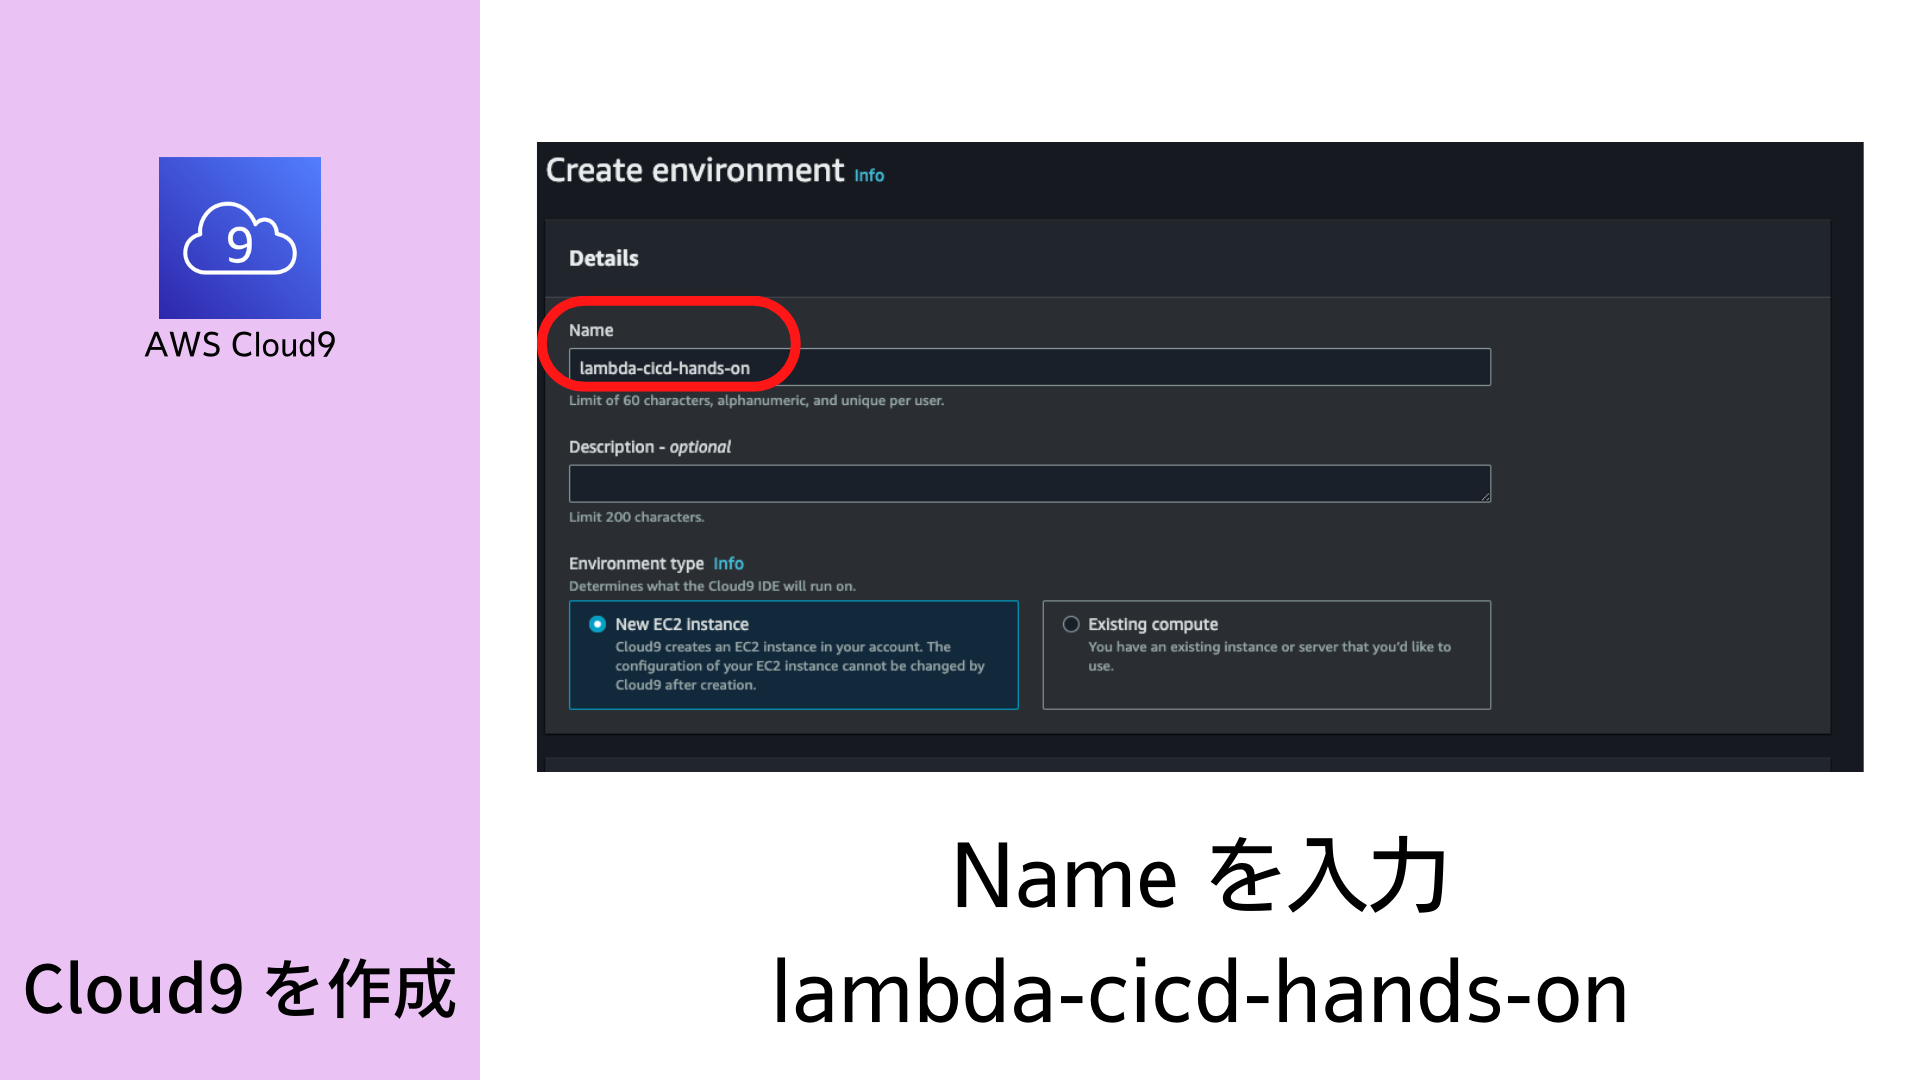 9
AWS Cloud9
Cloud9 を作成
Create environment Info
Details
Name
lambda-cicd-hands-on
Limit of 60 characters, alphanumeric, and unique per user.
Description - optional
Limit 200 characters.
Environment type Info
Determines what the Cloud9 IDE will run on.
New EC2 instance
Cloud9 creates an EC2 instance in your account. The
configuration of your EC2 instance cannot be changed by
Cloud9 after creation.
Existing compute
You have an existing instance or server that you'd like to
use.
Name を入力
lambda-cicd-hands-on